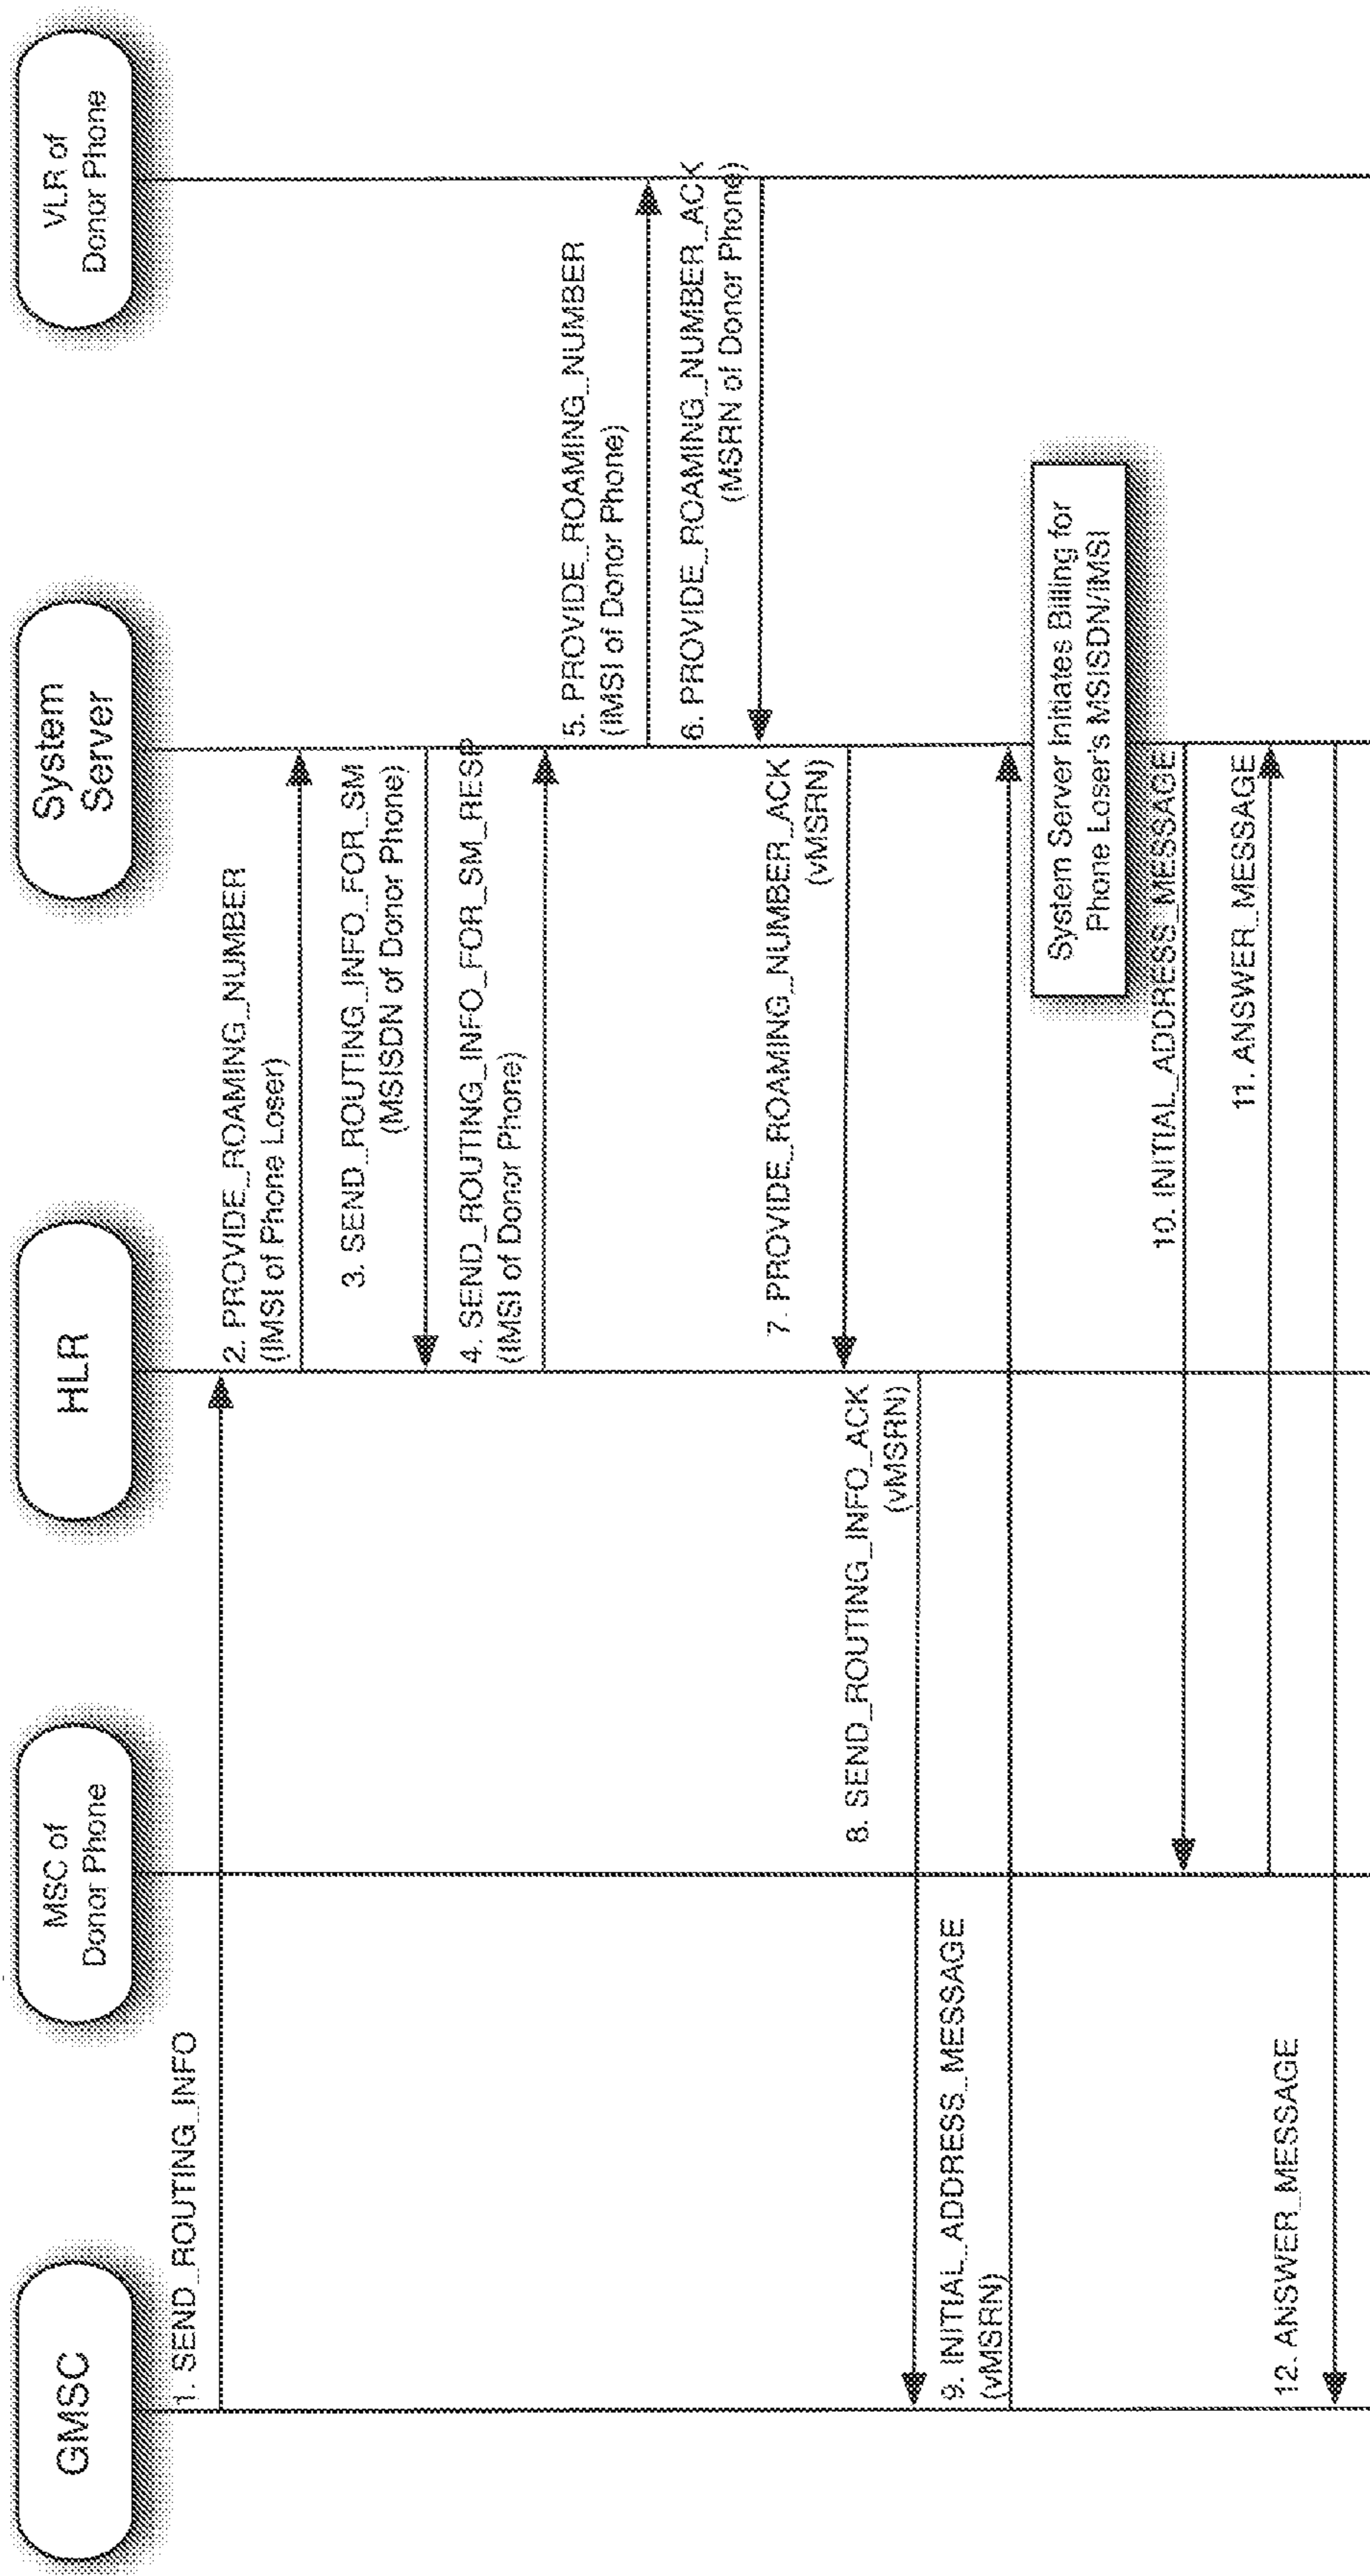 GMSC
MSC of
Donor Phone
HLR
System
Server
VLR of
Donor Phone
1. SEND_ROUTING_INFO
2. PROVIDE_ROAMING_NUMBER
(IMSI of Phone Loser)
3. SEND_ROUTING_INFO_FOR_SM
(MSISDN of Donor Phone)
4. SEND_ROUTING_INFO_FOR_SM_RESP
(IMSI of Donor Phone)
5. PROVIDE_ROAMING_NUMBER
(IMSI of Donor Phone)
6. PROVIDE_ROAMING_NUMBER_ACK
(MSRN of Donor Phone)
7. PROVIDE_ROAMING_NUMBER_ACK
(vMSRN)
8. SEND_ROUTING_INFO_ACK
(vMSRN)
9. INITIAL_ADDRESS_MESSAGE
(vMSRN)
System Server Initiates Billing for
Phone Loser's MSISDN/IMSI
10. INITIAL_ADDRESS_MESSAGE
11. ANSWER_MESSAGE
12. ANSWER_MESSAGE